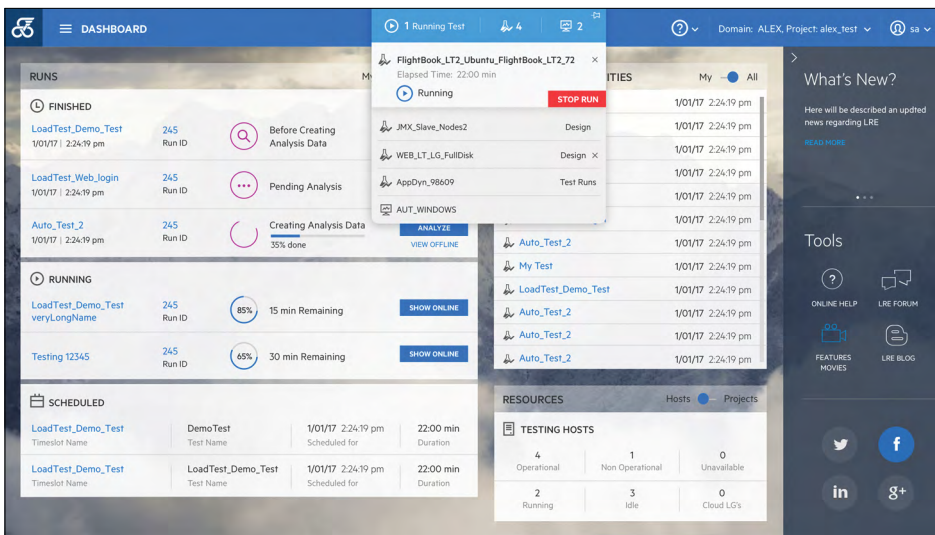 DASHBOARD
1 Running Test
4
2
?
Domain: ALEX, Project: alex_test
sa
FlightBook_LT2_Ubuntu_FlightBook_LT2_72 ×
Elapsed Time: 22:00 min
Running
STOP RUN
JMX_Slave_Nodes2 Design
WEB_LT_LG_FullDisk Design ×
AppDyn_98609 Test Runs
AUT_WINDOWS
RUNS
FINISHED
LoadTest_Demo_Test 245 Before Creating
1/01/17 | 2:24:19 pm Run ID Analysis Data
LoadTest_Web_login 245 Pending Analysis
1/01/17 | 2:24:19 pm Run ID
Auto_Test_2 245 Creating Analysis Data ANALYZE
1/01/17 | 2:24:19 pm Run ID 35% done VIEW OFFLINE
RUNNING
LoadTest_Demo_Test 245 85% 15 min Remaining SHOW ONLINE
veryLongName Run ID
Testing 12345 245 65% 30 min Remaining SHOW ONLINE
Run ID
SCHEDULED
LoadTest_Demo_Test DemoTest 1/01/17 2:24:19 pm 22:00 min
Timeslot Name Test Name Scheduled for Duration
LoadTest_Demo_Test LoadTest_Demo_Test 1/01/17 2:24:19 pm 22:00 min
Timeslot Name Test Name Scheduled for Duration
My All
1/01/17 2:24:19 pm
1/01/17 2:24:19 pm
1/01/17 2:24:19 pm
1/01/17 2:24:19 pm
1/01/17 2:24:19 pm
1/01/17 2:24:19 pm
Auto_Test_2 1/01/17 2:24:19 pm
My Test 1/01/17 2:24:19 pm
LoadTest_Demo_Test 1/01/17 2:24:19 pm
Auto_Test_2 1/01/17 2:24:19 pm
Auto_Test_2 1/01/17 2:24:19 pm
Auto_Test_2 1/01/17 2:24:19 pm
RESOURCES Hosts Projects
TESTING HOSTS
4 1 0
Operational Non Operational Unavailable
2 3 0
Running Idle Cloud LG's
What's New?
Here will be described an updted
news regarding LRE
READ MORE
Tools
?
ONLINE HELP LRE FORUM
FEATURES LRE BLOG
MOVIES
f
in g+